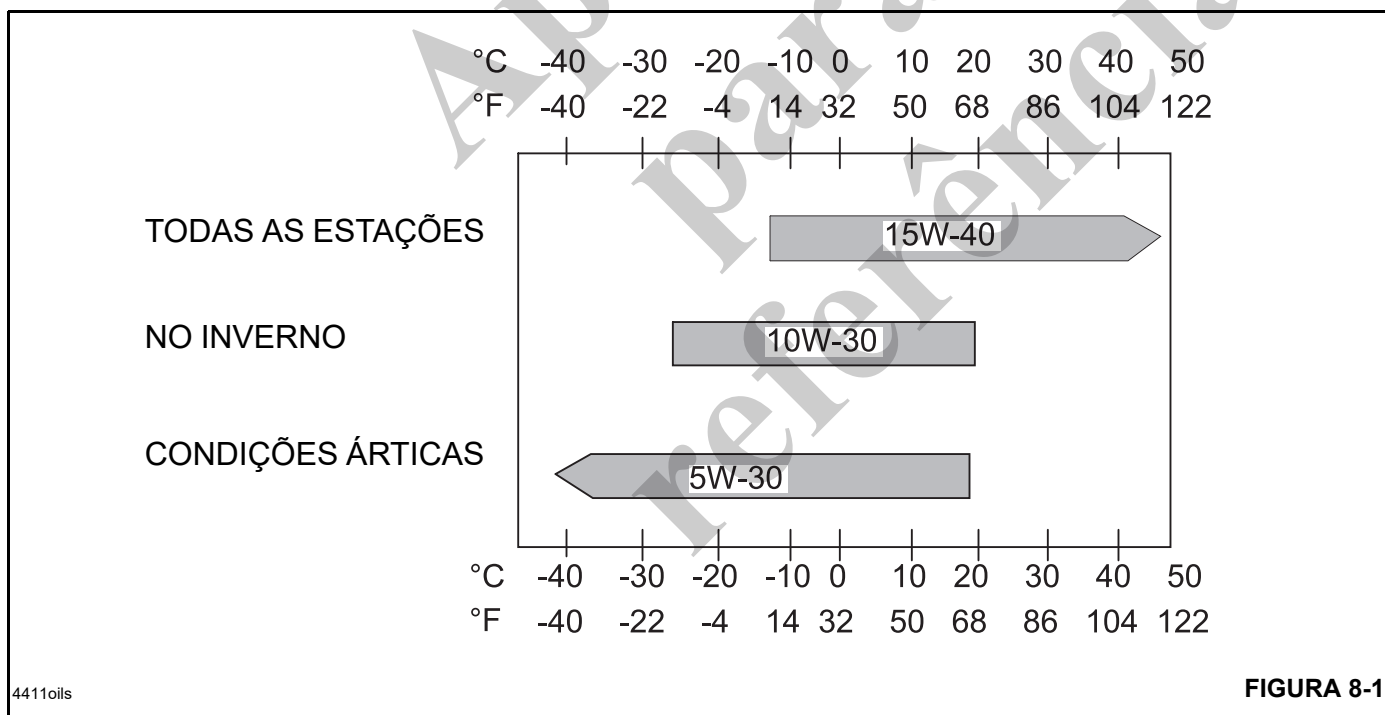 °C -40 -30 -20 -10 0 10 20 30 40 50
°F -40 -22 -4 14 32 50 68 86 104 122
TODAS AS ESTAÇÕES 15W-40
NO INVERNO 10W-30
CONDIÇÕES ÁRTICAS 5W-30
°C -40 -30 -20 -10 0 10 20 30 40 50
°F -40 -22 -4 14 32 50 68 86 104 122
4411oils
FIGURA 8-1
para
referência